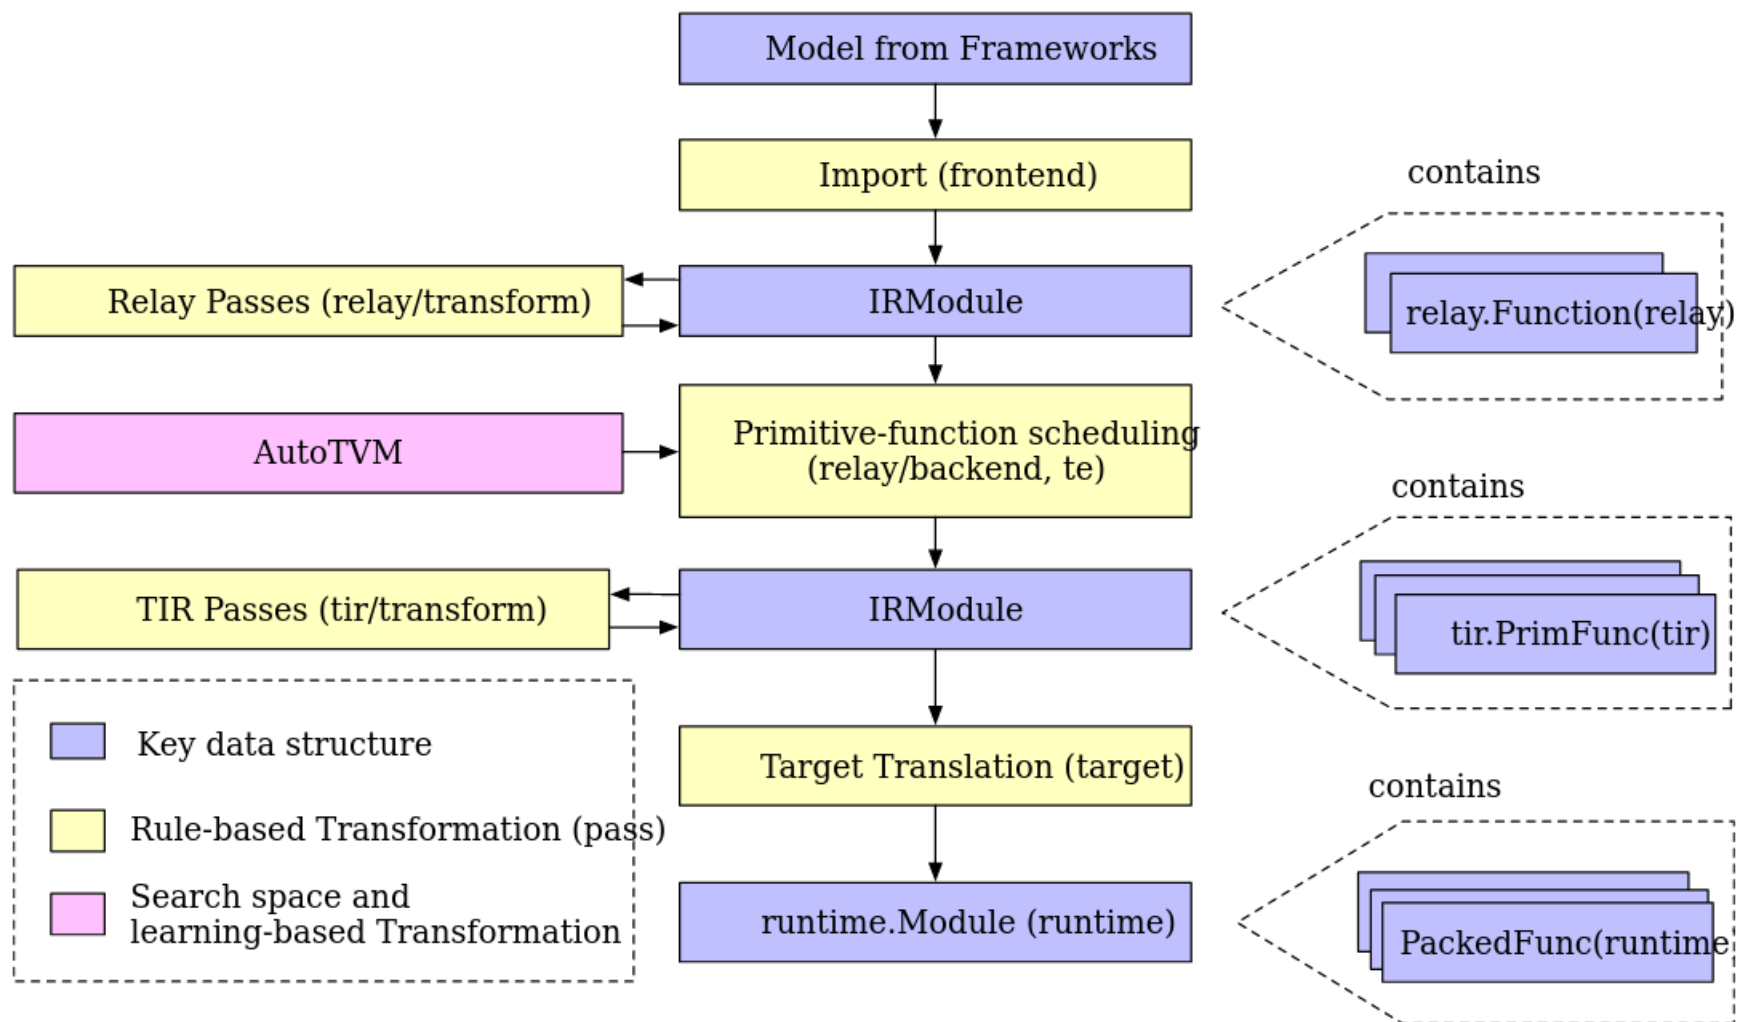 Model from Frameworks
Import (frontend)
contains
Relay Passes (relay/transform)
IRModule
relay.Function(relay)
AutoTVM
Primitive-function scheduling
(relay/backend, te)
contains
TIR Passes (tir/transform)
IRModule
tir.PrimFunc(tir)
Key data structure
Rule-based Transformation (pass)
Search space and
learning-based Transformation
Target Translation (target)
contains
runtime.Module (runtime)
PackedFunc(runtime